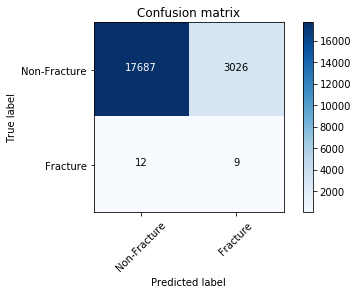 Confusion matrix
True label
Non-Fracture
17687 3026
Fracture
12 9
Non-Fracture
Fracture
Predicted label
16000
14000
12000
10000
8000
6000
4000
2000